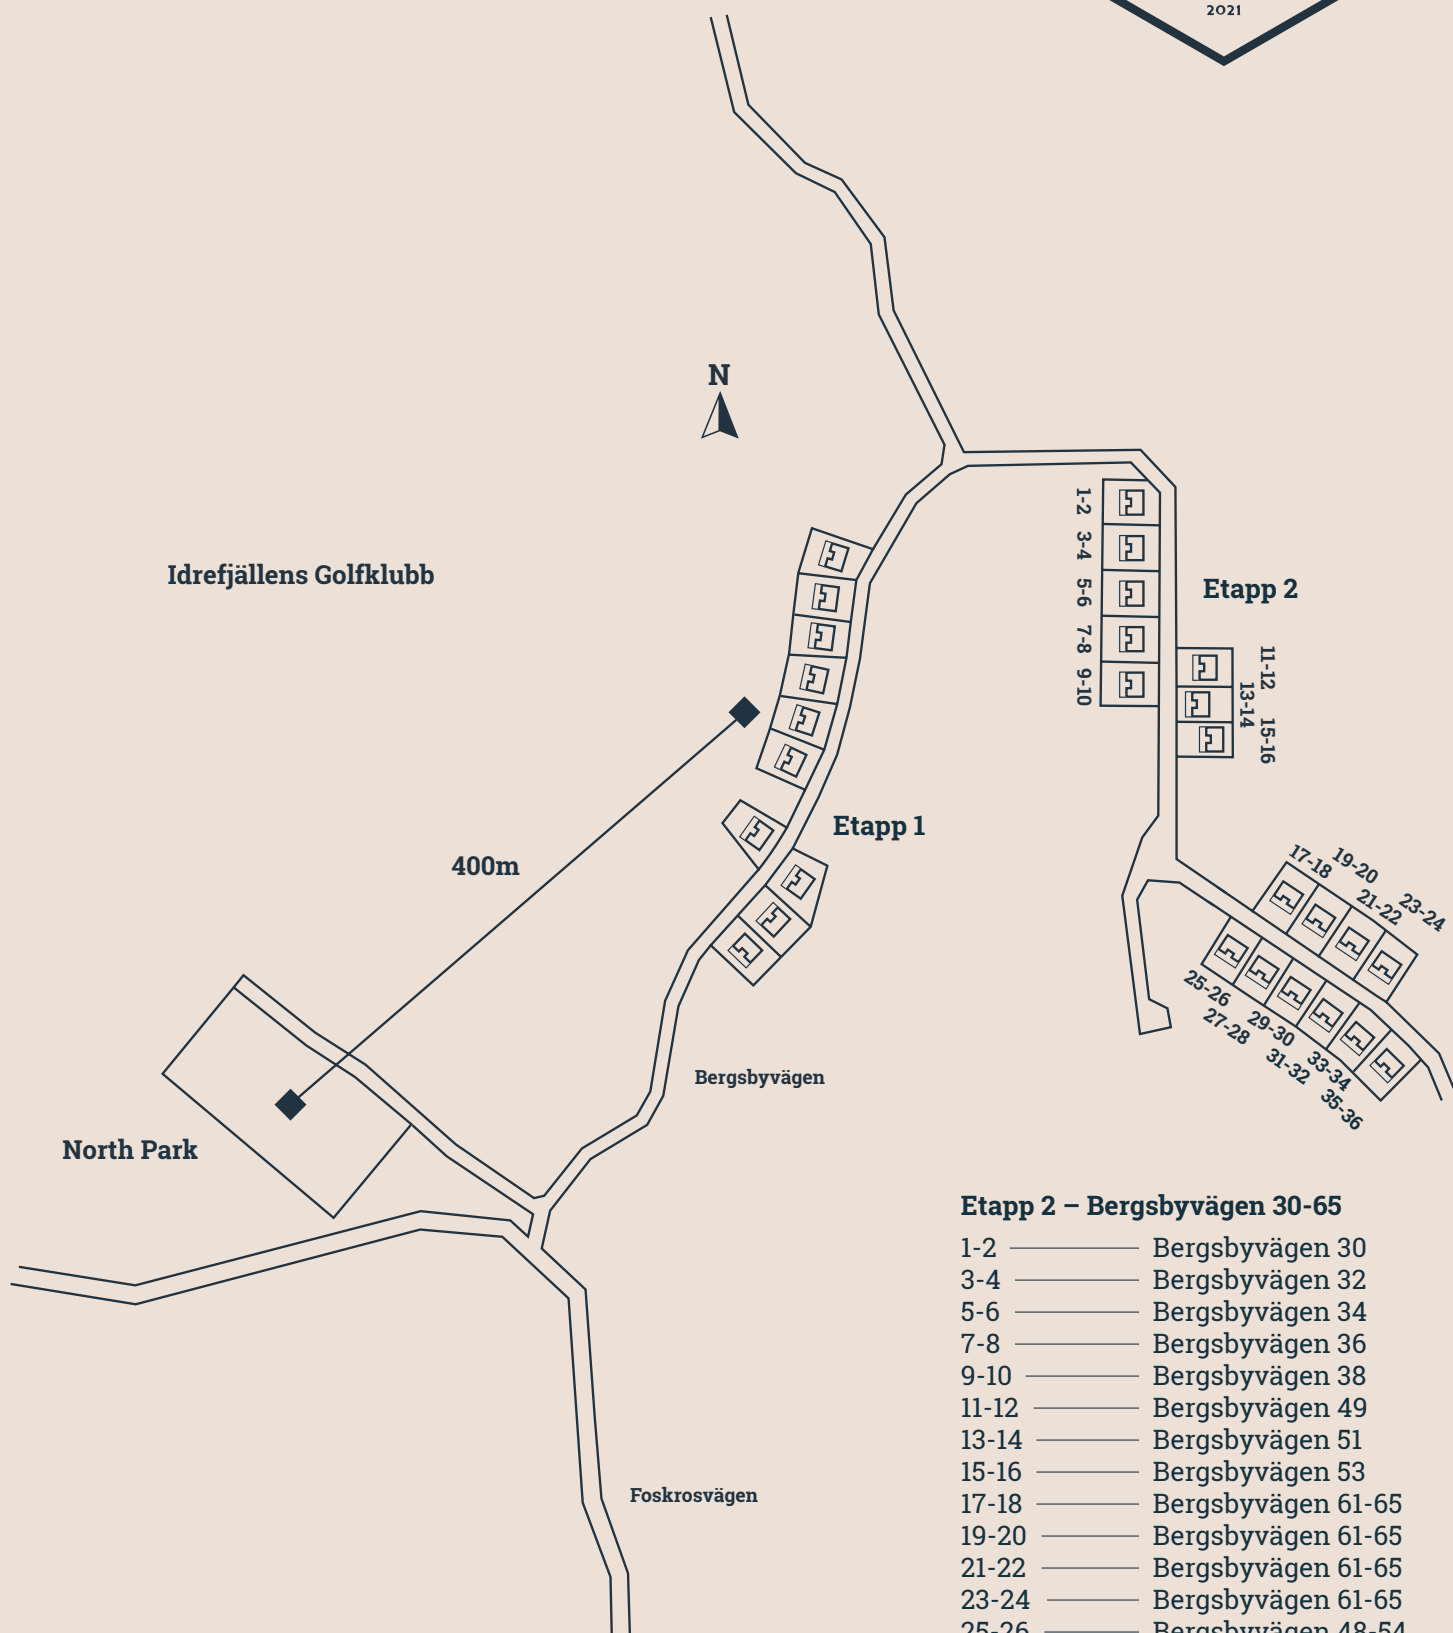 2021
N
Idrefjällens Golfklubb
1-2
3-4
5-6
7-8
9-10
Etapp 2
11-12
13-14
15-16
Etapp 1
400m
17-18
19-20
21-22
23-24
25-26
27-28
29-30
31-32
33-34
35-36
Bergsbyvägen
North Park
Etapp 2 – Bergsbyvägen 30-65
1-2 Bergsbyvägen 30
3-4 Bergsbyvägen 32
5-6 Bergsbyvägen 34
7-8 Bergsbyvägen 36
9-10 Bergsbyvägen 38
11-12 Bergsbyvägen 49
13-14 Bergsbyvägen 51
15-16 Bergsbyvägen 53
17-18 Bergsbyvägen 61-65
19-20 Bergsbyvägen 61-65
21-22 Bergsbyvägen 61-65
23-24 Bergsbyvägen 61-65
25-26 Bergsbyvägen 48-54
Foskrosvägen